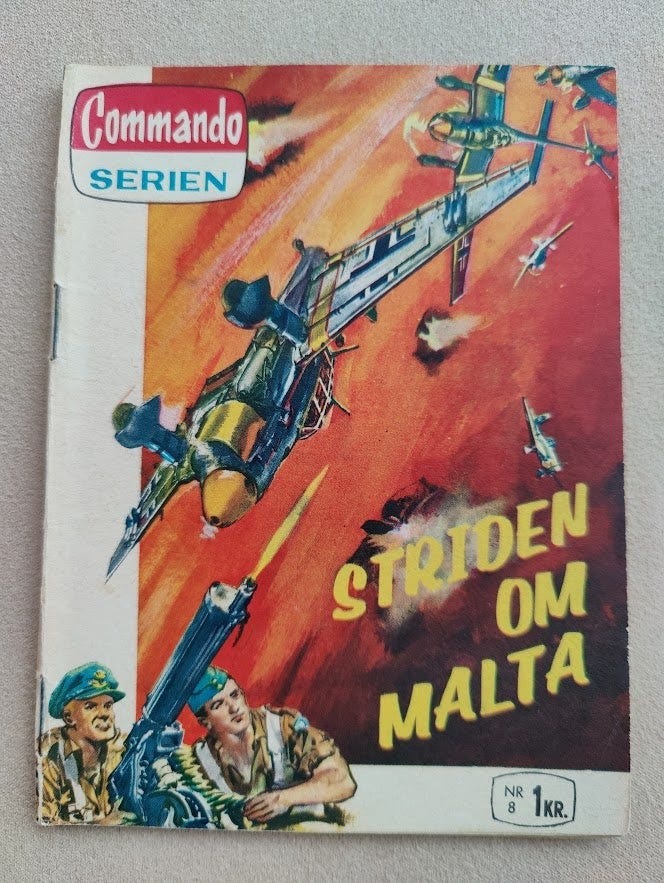 Commando
SERIEN
STRIDEN
OM
MALTA
NR
8
1KR.